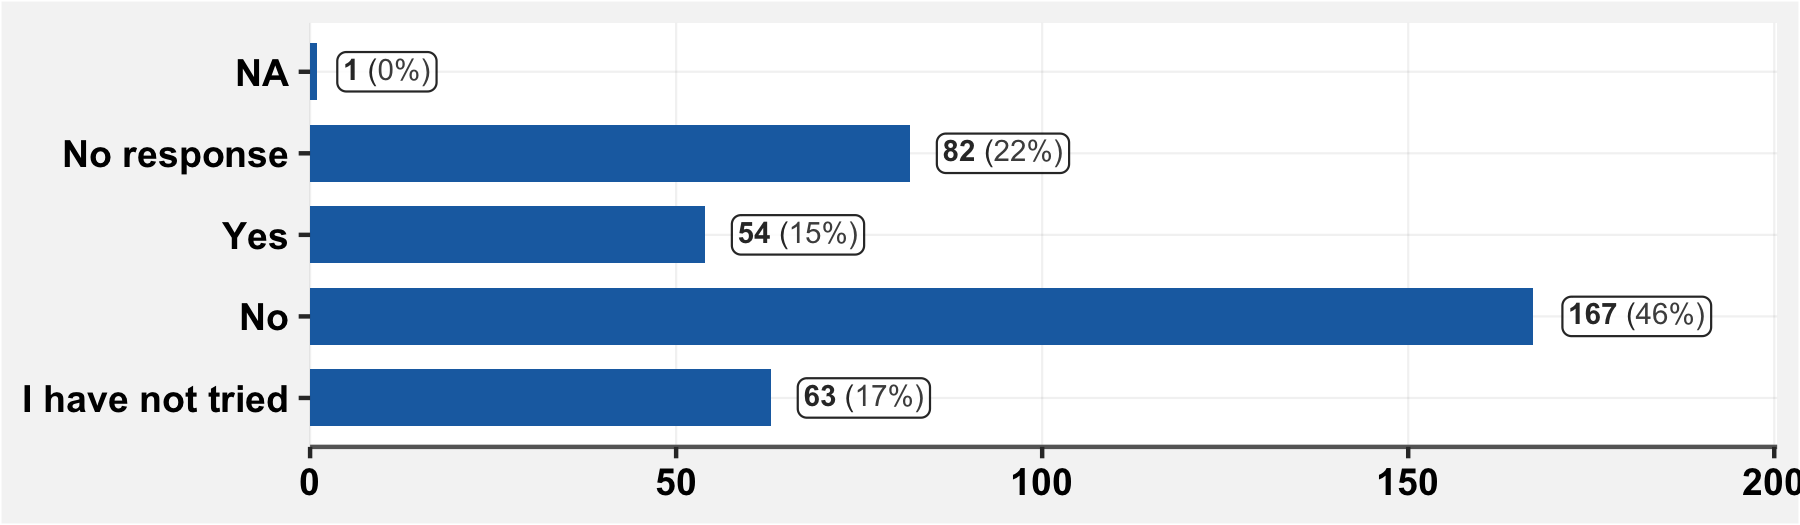 NA 1 (0%)
No response 82 (22%)
Yes 54 (15%)
No 167 (46%)
I have not tried 63 (17%)
0 50 100 150 200